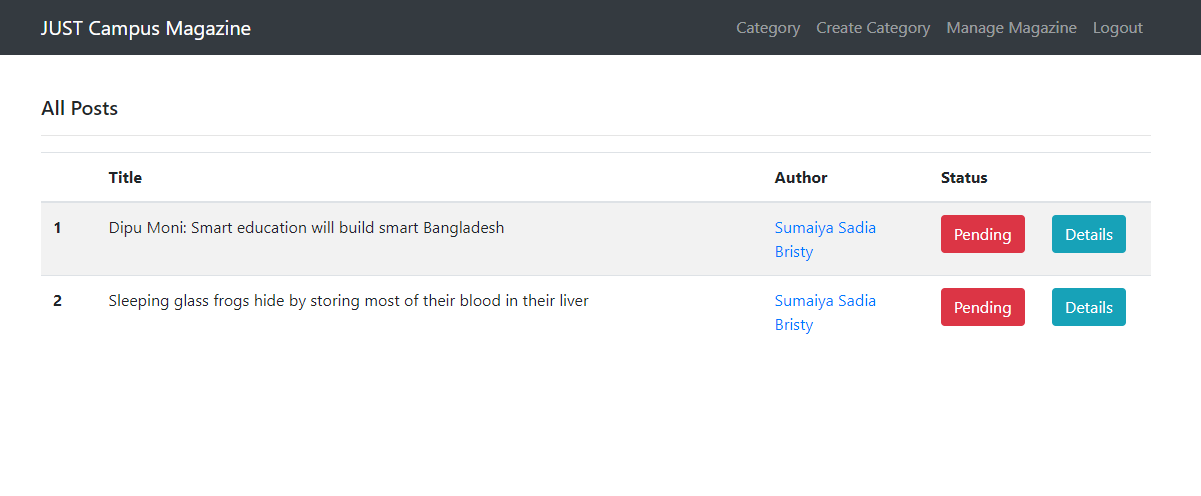 JUST Campus Magazine Category Create Category Manage Magazine Logout
All Posts
Title Author Status
1 Dipu Moni: Smart education will build smart Bangladesh Sumaiya Sadia Pending Details
Bristy
2 Sleeping glass frogs hide by storing most of their blood in their liver Sumaiya Sadia Pending Details
Bristy